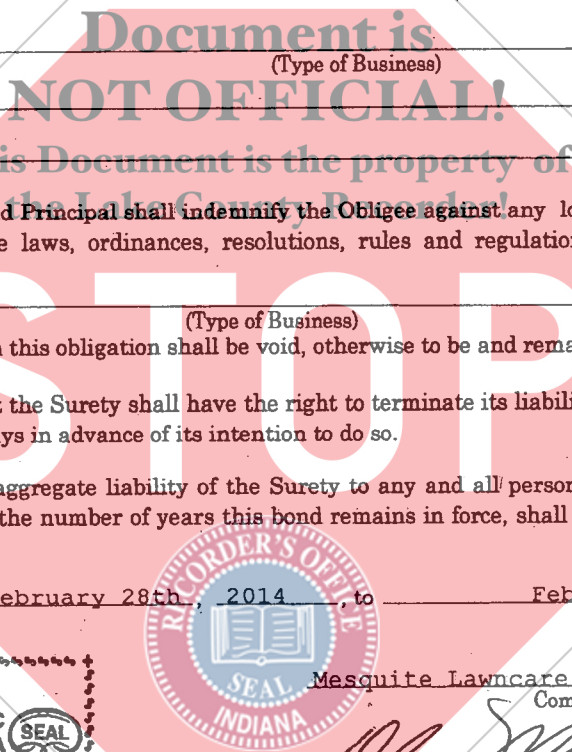 Document is
(Type of Business)
NOT OFFICIAL!
is Document is the property of
the Lake County Recorder!
d Principal shall indemnify the Obligee against any lo
e laws, ordinances, resolutions, rules and regulation
STOP
(Type of Business)
n this obligation shall be void, otherwise to be and rema
t the Surety shall have the right to terminate its liabili
ys in advance of its intention to do so.
aggregate liability of the Surety to any and all person
the number of years this bond remains in force, shall
RECORDER'S OFFICE
ebruary 28th, 2014, to Feb
SEAL
INDIANA
Mesquite Lawncare
Com
SEAL